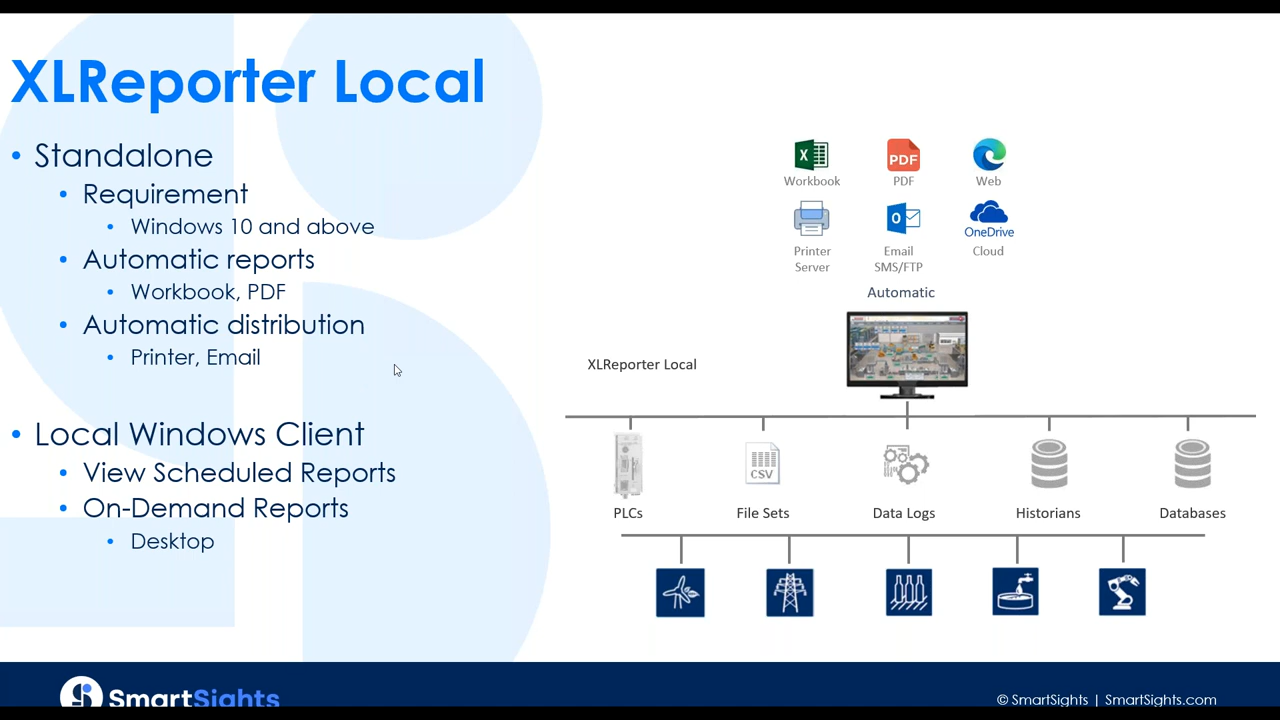 XLReporter Local
• Standalone
• Requirement
• Windows 10 and above
• Automatic reports
• Workbook, PDF
• Automatic distribution
• Printer, Email
• Local Windows Client
• View Scheduled Reports
• On-Demand Reports
• Desktop
X
PDF
Workbook
PDF
Web
O
OneDrive
Printer
Server
Email
SMS/FTP
Cloud
Automatic
XLReporter Local
CSV
PLCs
File Sets
Data Logs
Historians
Databases
SmartSights
© SmartSights | SmartSights.com